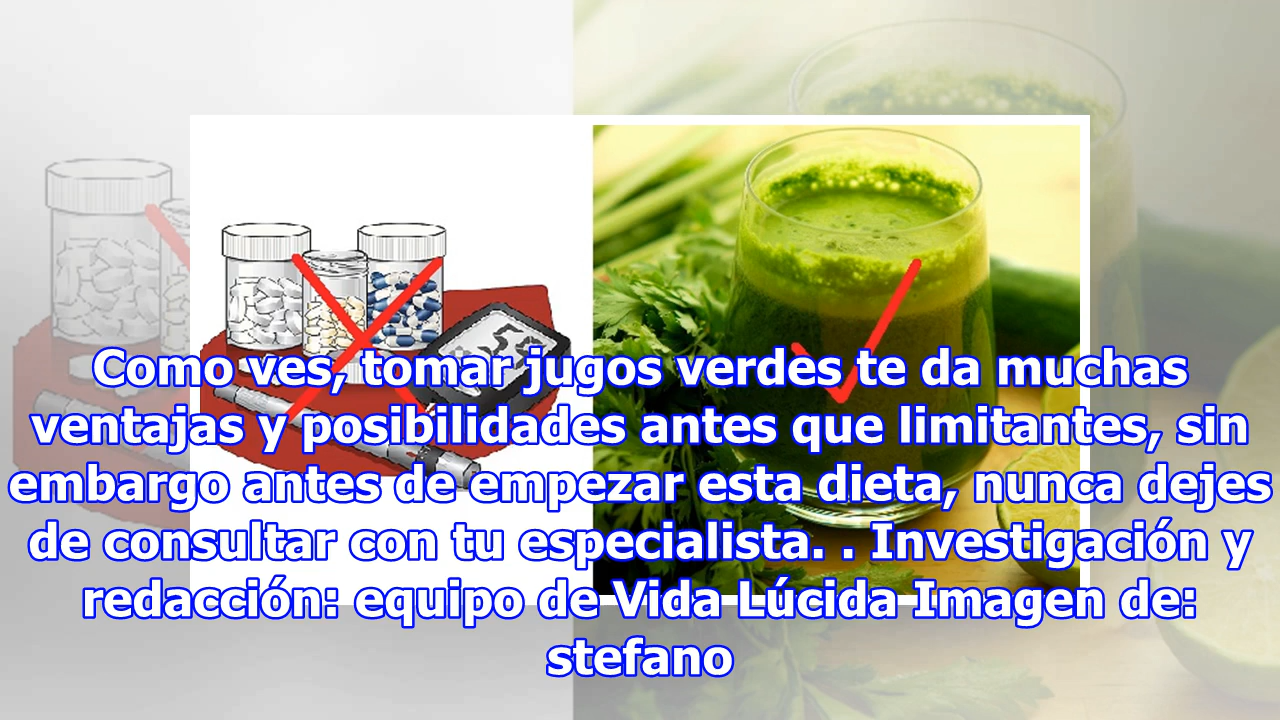 Como ves, tomar jugos verdes te da muchas
ventajas y posibilidades antes que limitantes, sin
embargo antes de empezar esta dieta, nunca dejes
de consultar con tu especialista. . Investigación y
redacción: equipo de Vida Lúcida Imagen de:
stefano